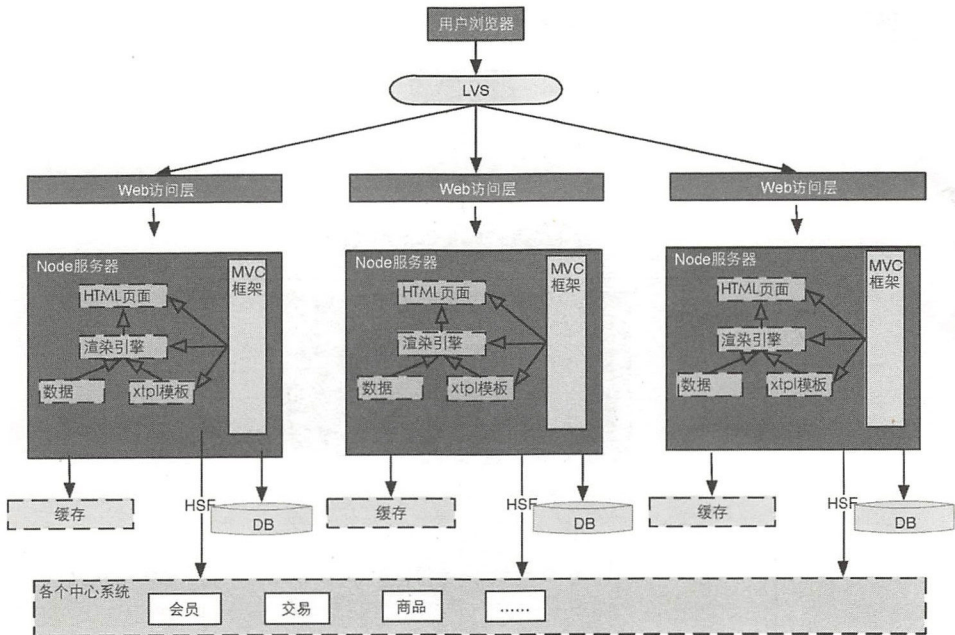 用户浏览器
LVS
Web访问层
Web访问层
Web访问层
Node服务器
MVC
框架
HTML页面
渲染引擎
数据
xtpl模板
Node服务器
MVC
框架
HTML页面
渲染引擎
数据
xtpl模板
Node服务器
MVC
框架
HTML页面
渲染引擎
数据
xtpl模板
缓存
HSF
DB
缓存
HSF
DB
缓存
HSF
DB
各个中心系统
会员
交易
商品
......